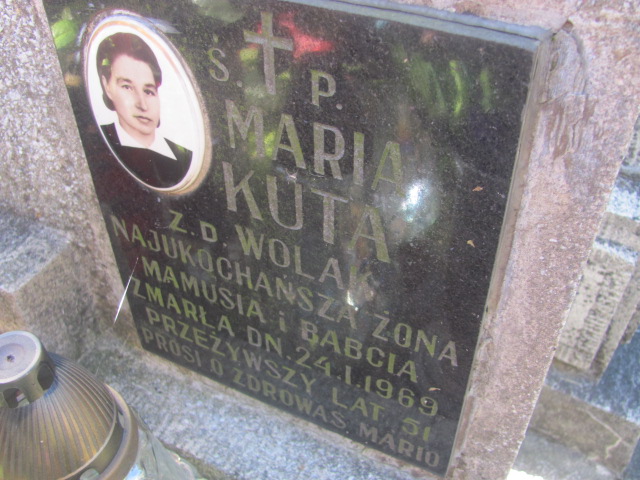 Ś. P.
MARIA
KUTA
Z.D. WOLAK
NAJUKOCHAŃSZA ŻONA
MAMUSIA i BABCIA
ZMARŁA DN. 24.I.1969
PRZEŻYWSZY LAT 51
PROSI O ZDROWAŚ MARIO